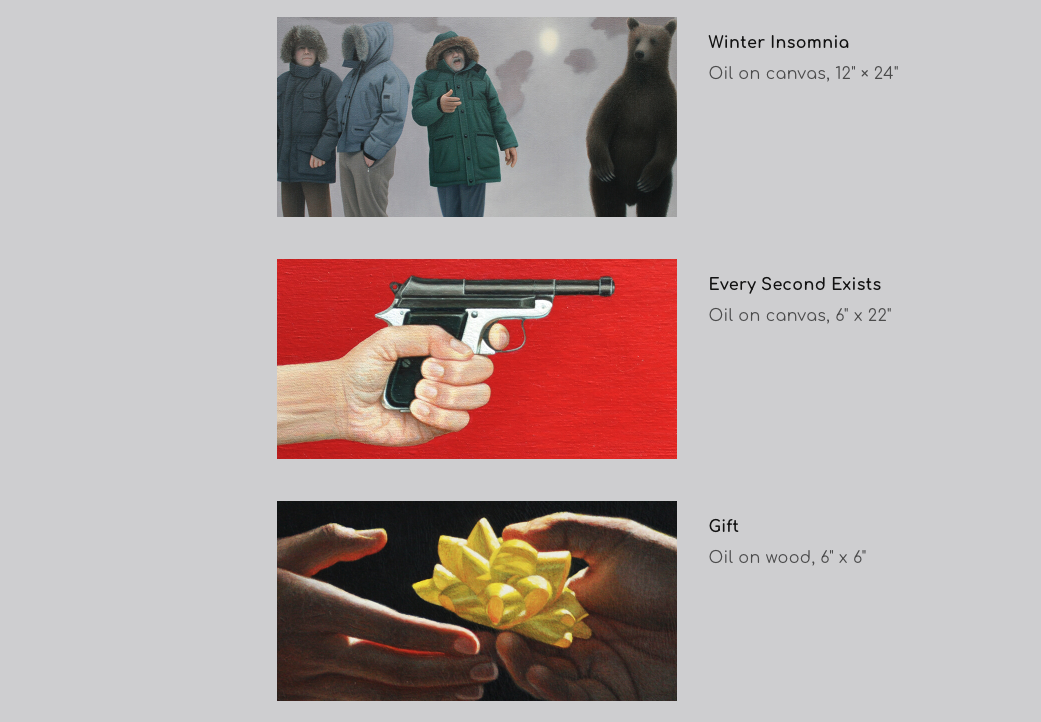 Winter Insomnia
Oil on canvas, 12" × 24"
Every Second Exists
Oil on canvas, 6" x 22"
Gift
Oil on wood, 6" x 6"